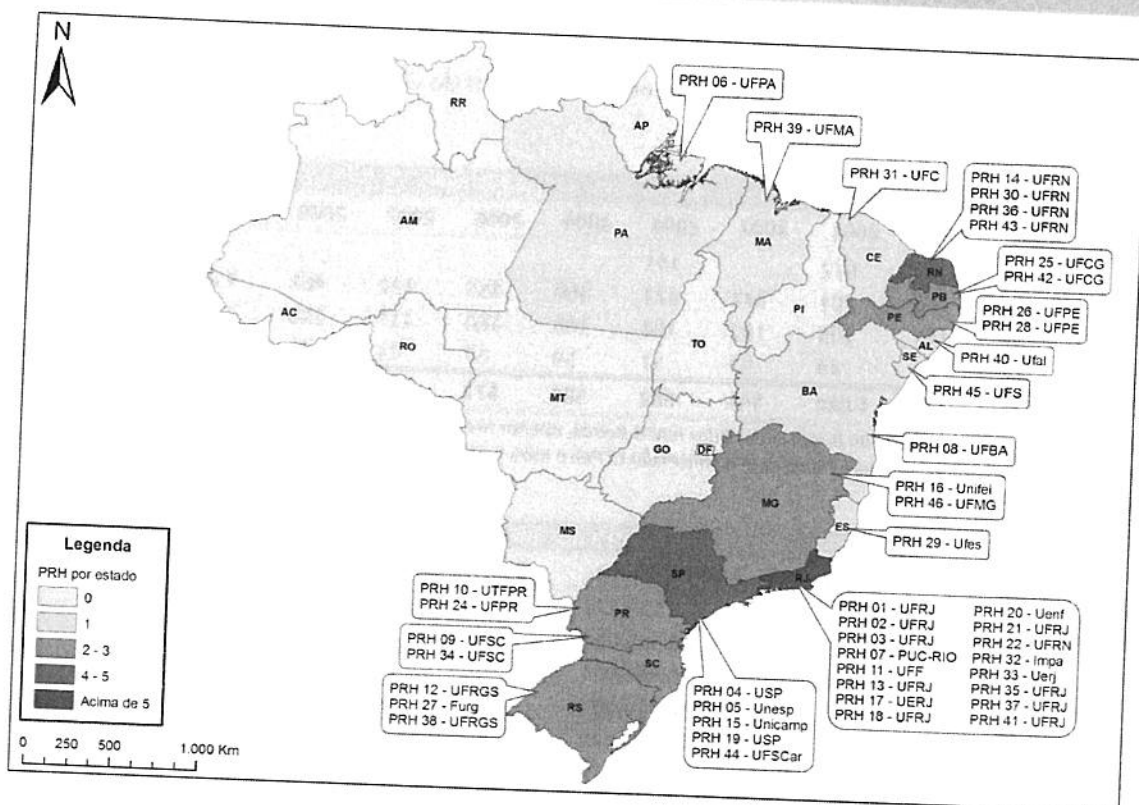 N
RR
AP
AM
PA
MA
CE
RN
PB
PE
PI
AL
SE
AC
RO
TO
BA
MT
GO
DF
MG
ES
MS
SP
RJ
PR
SC
RS
PRH 06 - UFPA
PRH 39 - UFMA
PRH 31 - UFC
PRH 14 - UFRN
PRH 30 - UFRN
PRH 36 - UFRN
PRH 43 - UFRN
PRH 25 - UFCG
PRH 42 - UFCG
PRH 26 - UFPE
PRH 28 - UFPE
PRH 40 - Ufal
PRH 45 - UFS
PRH 08 - UFBA
PRH 16 - Unifei
PRH 46 - UFMG
PRH 29 - Ufes
PRH 01 - UFRJ
PRH 02 - UFRJ
PRH 03 - UFRJ
PRH 07 - PUC-RIO
PRH 11 - UFF
PRH 13 - UFRJ
PRH 17 - UERJ
PRH 18 - UFRJ
PRH 20 - Uenf
PRH 21 - UFRJ
PRH 22 - UFRN
PRH 32 - Impa
PRH 33 - Uerj
PRH 35 - UFRJ
PRH 37 - UFRJ
PRH 41 - UFRJ
PRH 04 - USP
PRH 05 - Unesp
PRH 15 - Unicamp
PRH 19 - USP
PRH 44 - UFSCar
PRH 10 - UTFPR
PRH 24 - UFPR
PRH 09 - UFSC
PRH 34 - UFSC
PRH 12 - UFRGS
PRH 27 - Furg
PRH 38 - UFRGS
Legenda
PRH por estado
0
1
2 - 3
4 - 5
Acima de 5
0 250 500 1.000 Km